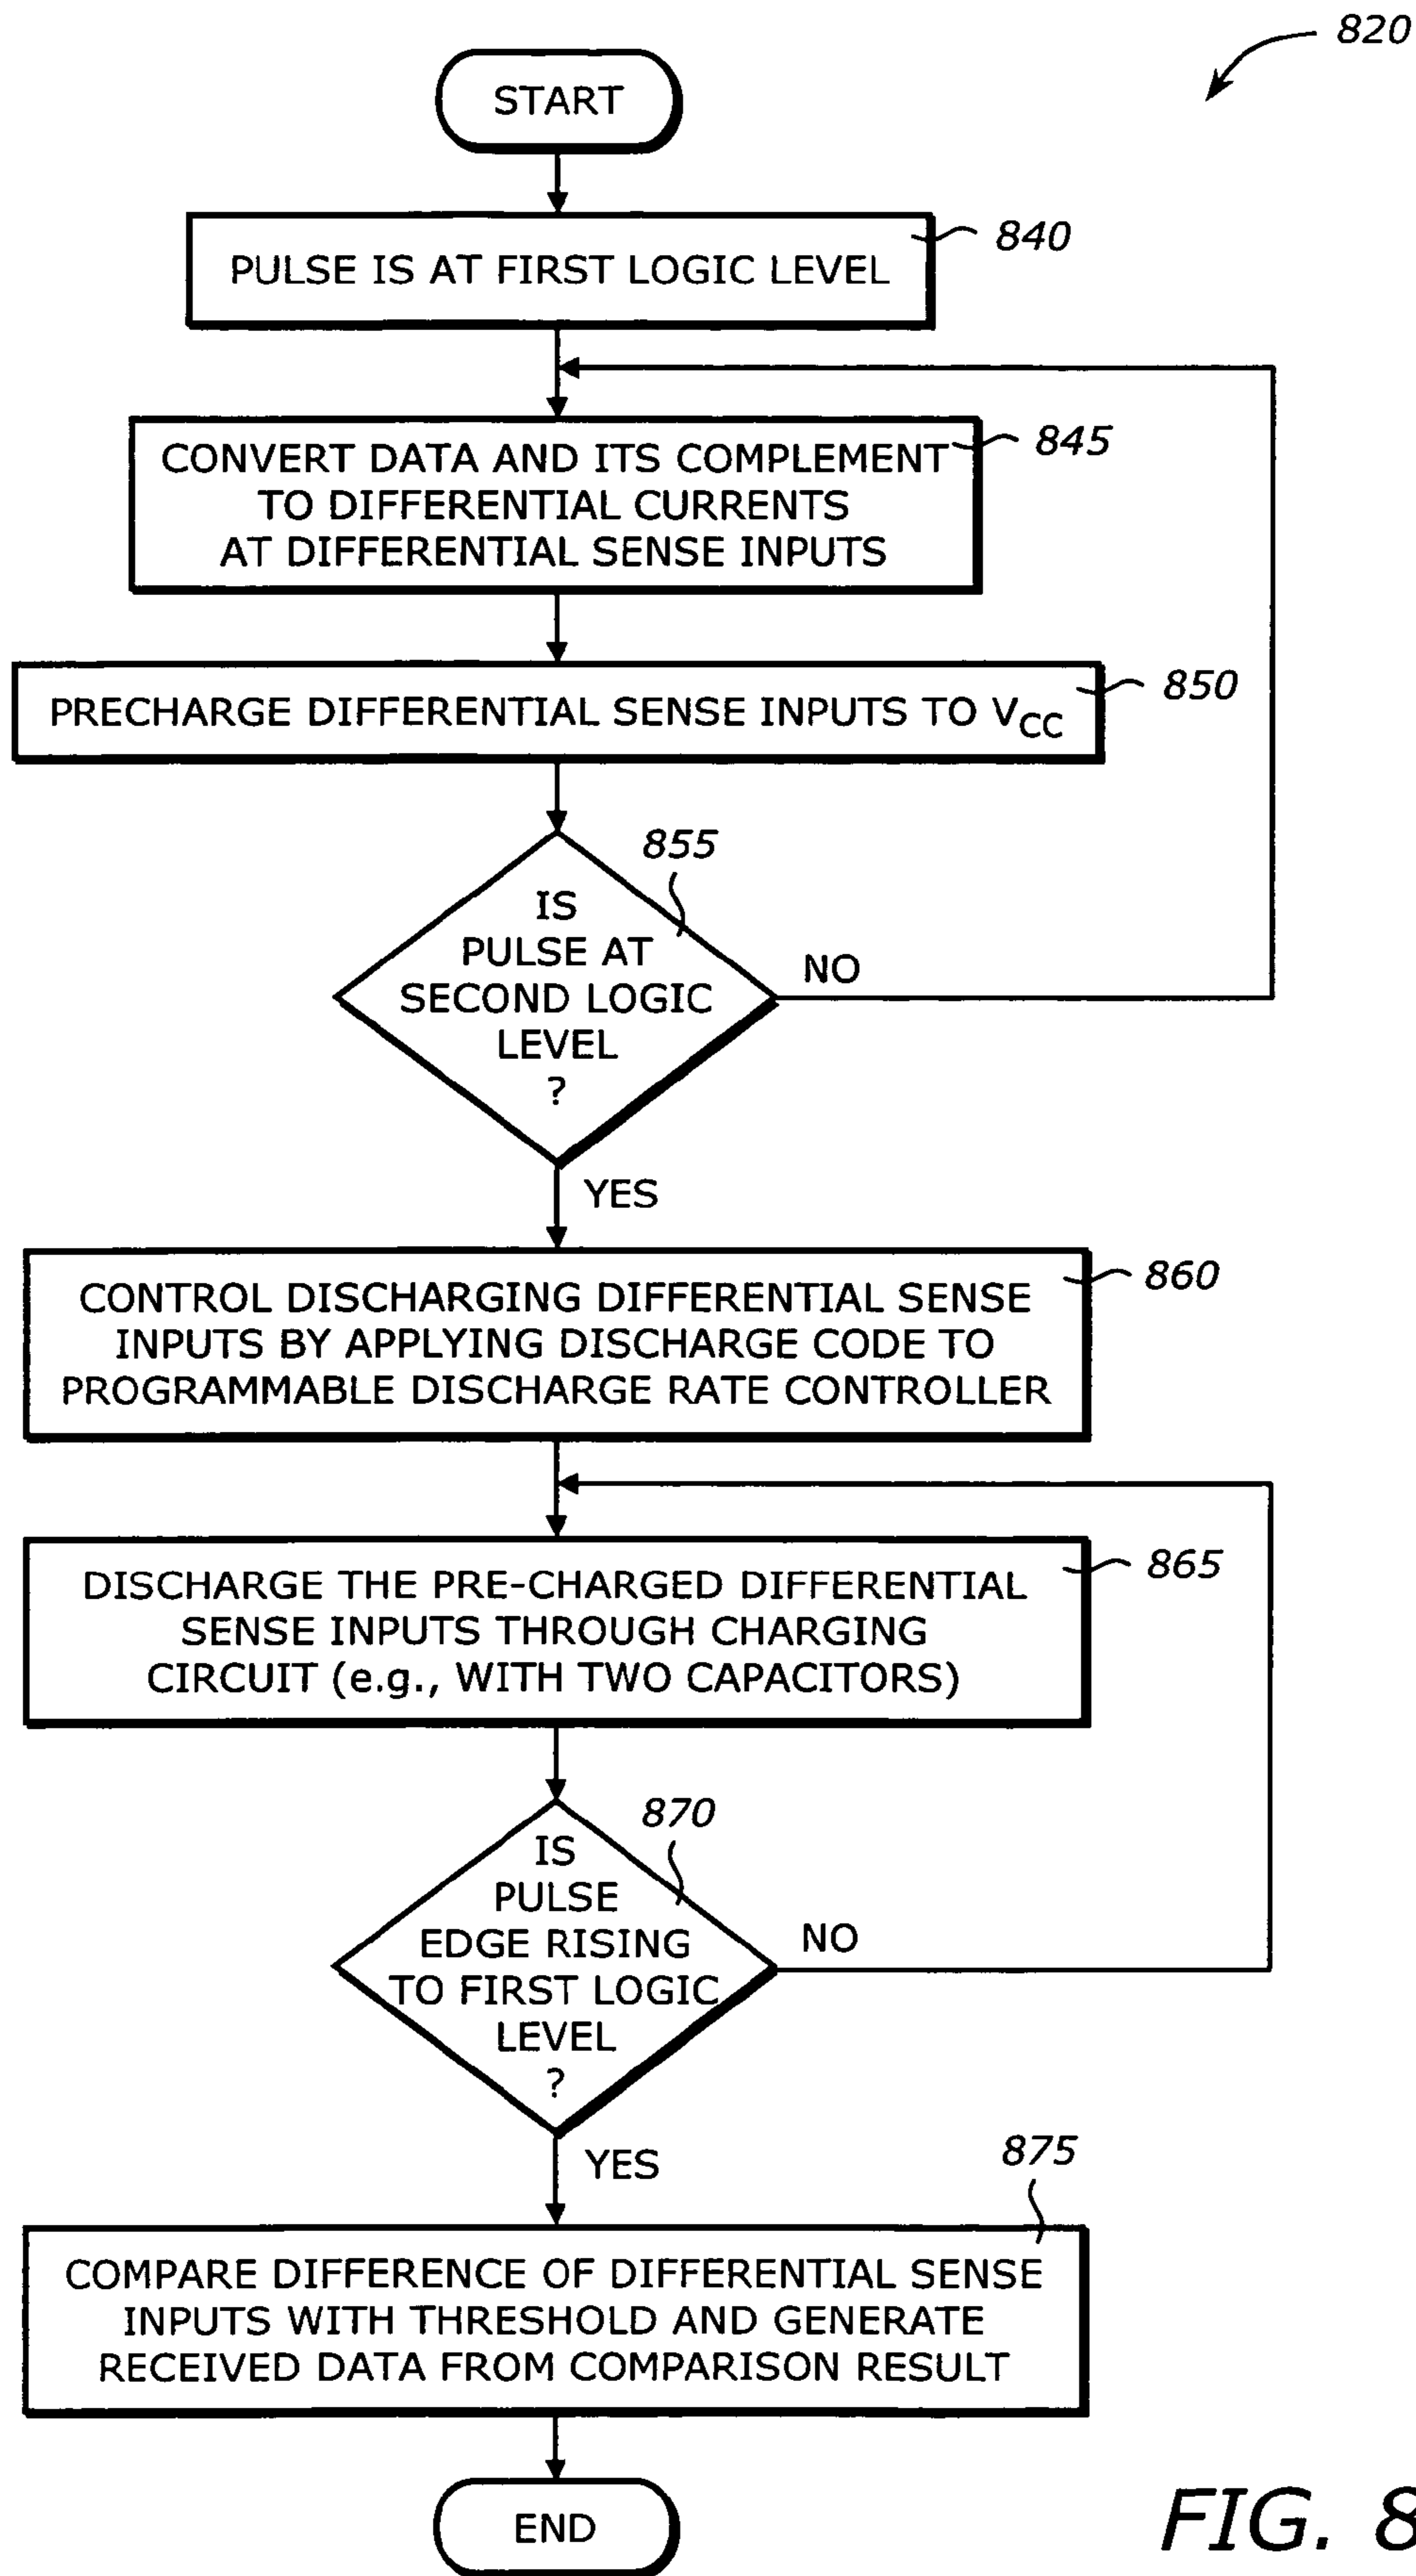 820
START
840
PULSE IS AT FIRST LOGIC LEVEL
845
CONVERT DATA AND ITS COMPLEMENT
TO DIFFERENTIAL CURRENTS
AT DIFFERENTIAL SENSE INPUTS
850
PRECHARGE DIFFERENTIAL SENSE INPUTS TO VCC
855
IS
PULSE AT
SECOND LOGIC
LEVEL
?
NO
YES
860
CONTROL DISCHARGING DIFFERENTIAL SENSE
INPUTS BY APPLYING DISCHARGE CODE TO
PROGRAMMABLE DISCHARGE RATE CONTROLLER
865
DISCHARGE THE PRE-CHARGED DIFFERENTIAL
SENSE INPUTS THROUGH CHARGING
CIRCUIT (e.g., WITH TWO CAPACITORS)
870
IS
PULSE
EDGE RISING
TO FIRST LOGIC
LEVEL
?
NO
YES
875
COMPARE DIFFERENCE OF DIFFERENTIAL SENSE
INPUTS WITH THRESHOLD AND GENERATE
RECEIVED DATA FROM COMPARISON RESULT
END
FIG. 8